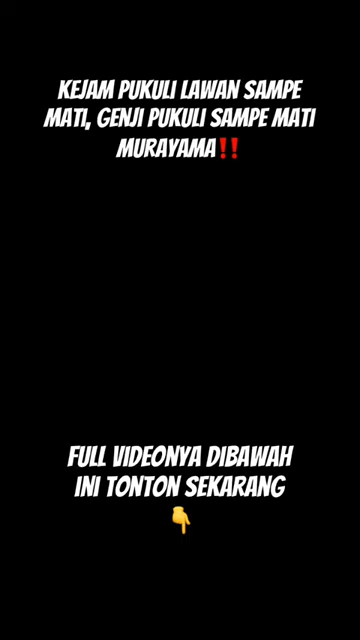 KEJAM PUKULI LAWAN SAMPE
MATI, GENJI PUKULI SAMPE MATI
MURAYAMA‼️
FULL VIDEONYA DIBAWAH
INI TONTON SEKARANG
👇